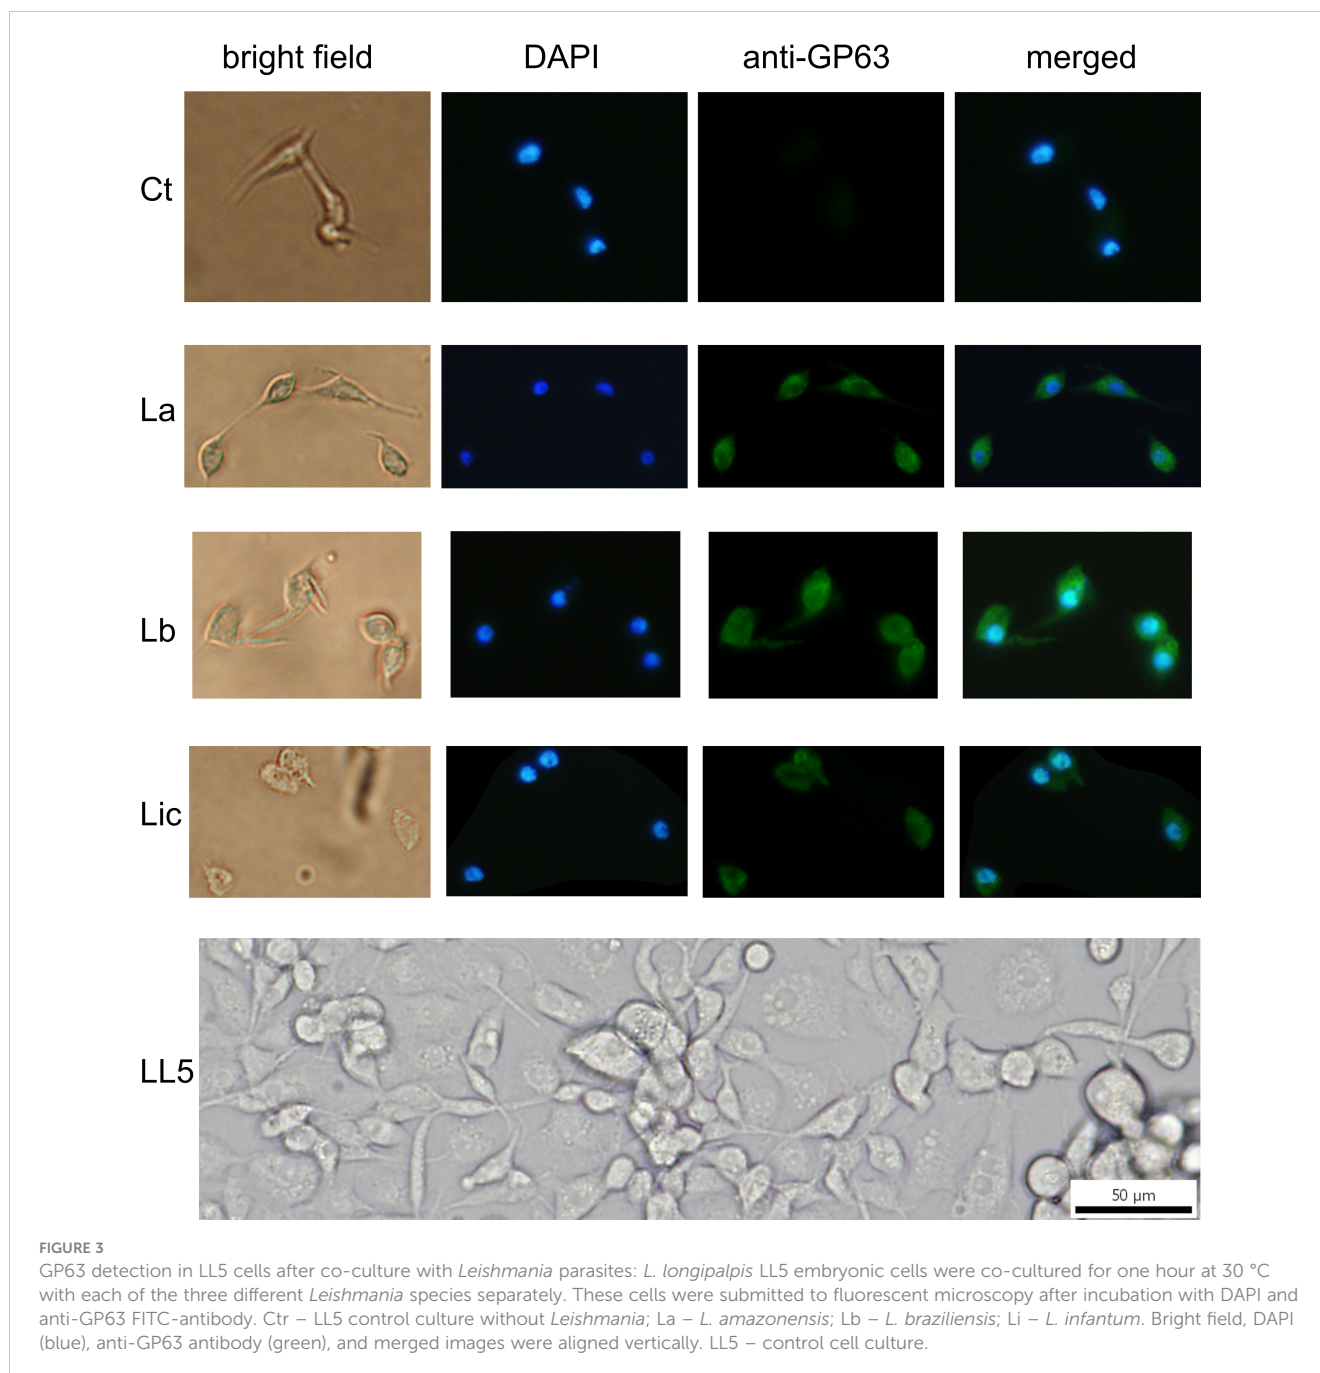 bright field DAPI anti-GP63 merged
Ct
La
Lb
Lic
LL5
50 µm
FIGURE 3
GP63 detection in LL5 cells after co-culture with Leishmania parasites: L. longipalpis LL5 embryonic cells were co-cultured for one hour at 30 °C
with each of the three different Leishmania species separately. These cells were submitted to fluorescent microscopy after incubation with DAPI and
anti-GP63 FITC-antibody. Ctr – LL5 control culture without Leishmania; La – L. amazonensis; Lb – L. braziliensis; Li – L. infantum. Bright field, DAPI
(blue), anti-GP63 antibody (green), and merged images were aligned vertically. LL5 – control cell culture.